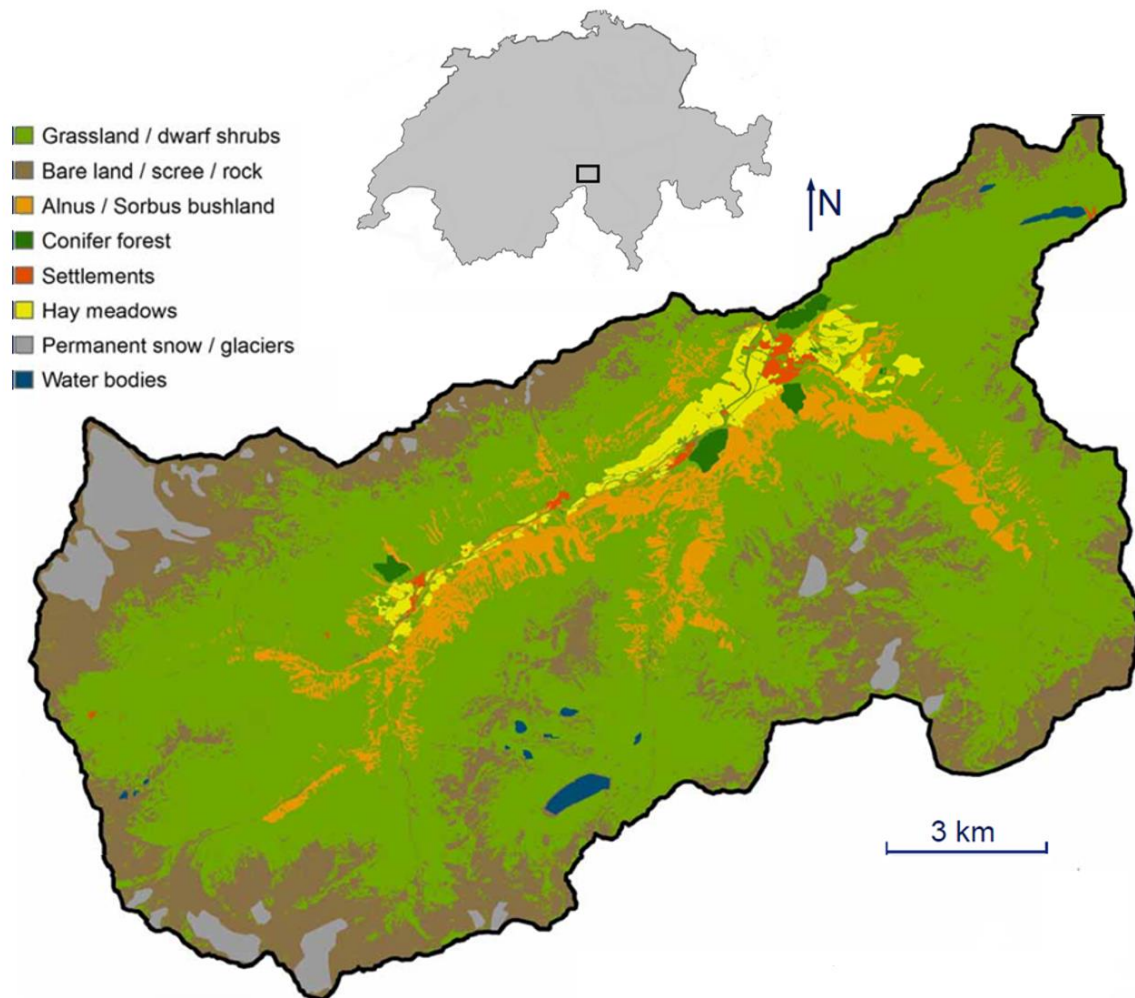 Grassland / dwarf shrubs
Bare land / scree / rock
Alnus / Sorbus bushland
Conifer forest
Settlements
Hay meadows
Permanent snow / glaciers
Water bodies
N
3 km